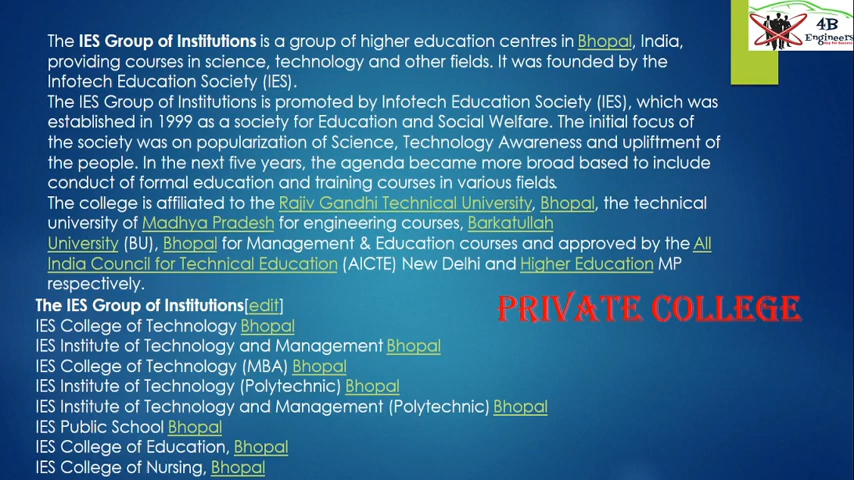 The IES Group of Institutions is a group of higher education centres in Bhopal, India,
providing courses in science, technology and other fields. It was founded by the
Infotech Education Society (IES).
The IES Group of Institutions is promoted by Infotech Education Society (IES), which was
established in 1999 as a society for Education and Social Welfare. The initial focus of
the society was on popularization of Science, Technology Awareness and upliftment of
the people. In the next five years, the agenda became more broad based to include
conduct of formal education and training courses in various fields.
The college is affiliated to the Rajiv Gandhi Technical University, Bhopal, the technical
university of Madhya Pradesh for engineering courses, Barkatullah
University (BU), Bhopal for Management & Education courses and approved by the All
India Council for Technical Education (AICTE) New Delhi and Higher Education MP
respectively.
The IES Group of Institutions[edit]
IES College of Technology Bhopal
IES Institute of Technology and Management Bhopal
IES College of Technology (MBA) Bhopal
IES Institute of Technology (Polytechnic) Bhopal
IES Institute of Technology and Management (Polytechnic) Bhopal
IES Public School Bhopal
IES College of Education, Bhopal
IES College of Nursing, Bhopal
PRIVATE COLLEGE
4B
Engineers